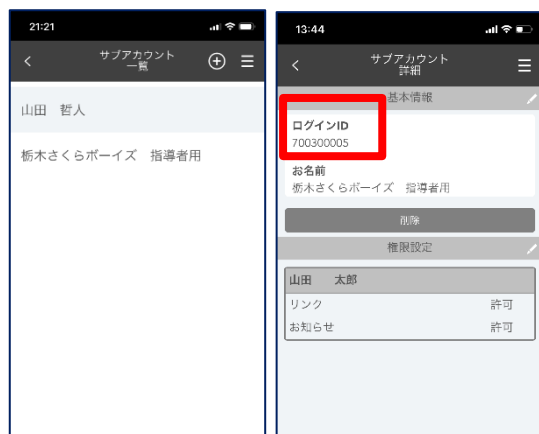 21:21
サブアカウント
一覧
山田 哲人
栃木さくらボーイズ 指導者用
13:44
サブアカウント
詳細
基本情報
ログインID
700300005
お名前
栃木さくらボーイズ 指導者用
削除
権限設定
山田 太郎
リンク 許可
お知らせ 許可